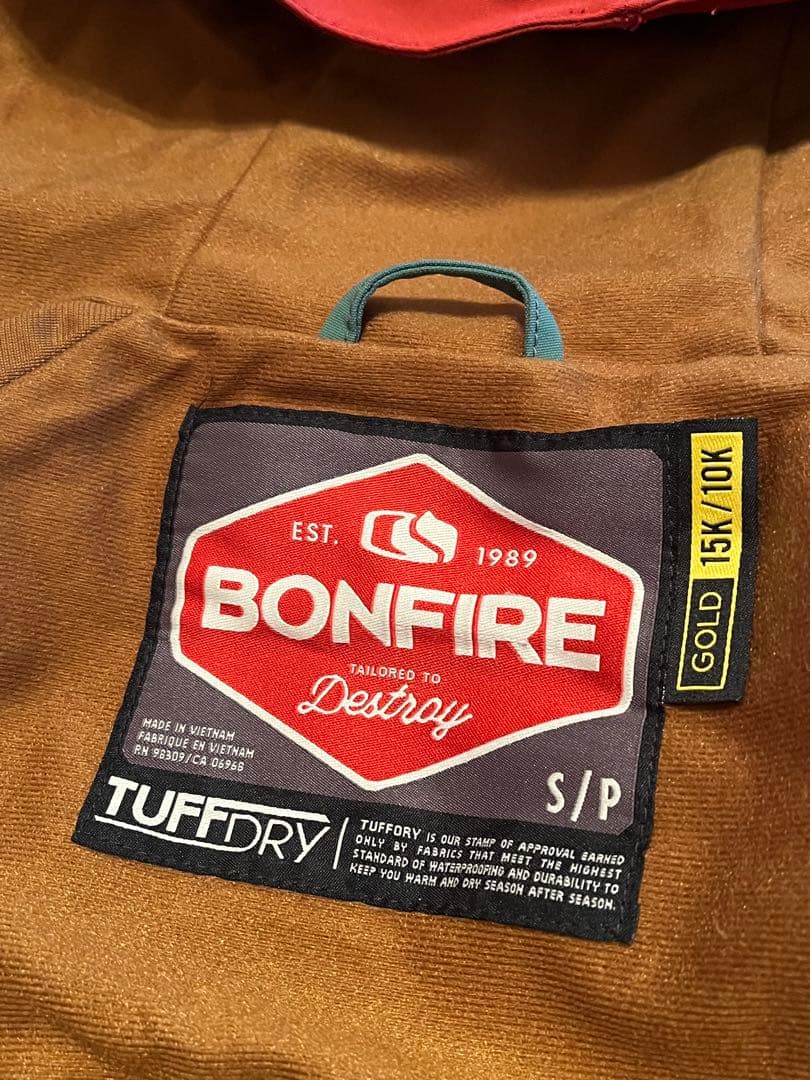 EST. 1989
BONFIRE
TAILORED TO
Destroy
MADE IN VIETNAM
FABRIQUE EN VIETNAM
RN 98309/CA 06968
S/P
GOLD 15K/10K
TUFFDRY
TUFFDRY IS OUR STAMP OF APPROVAL EARNED
ONLY BY FABRICS THAT MEET THE HIGHEST
STANDARD OF WATERPROOFING AND DURABILITY TO
KEEP YOU WARM AND DRY SEASON AFTER SEASON.